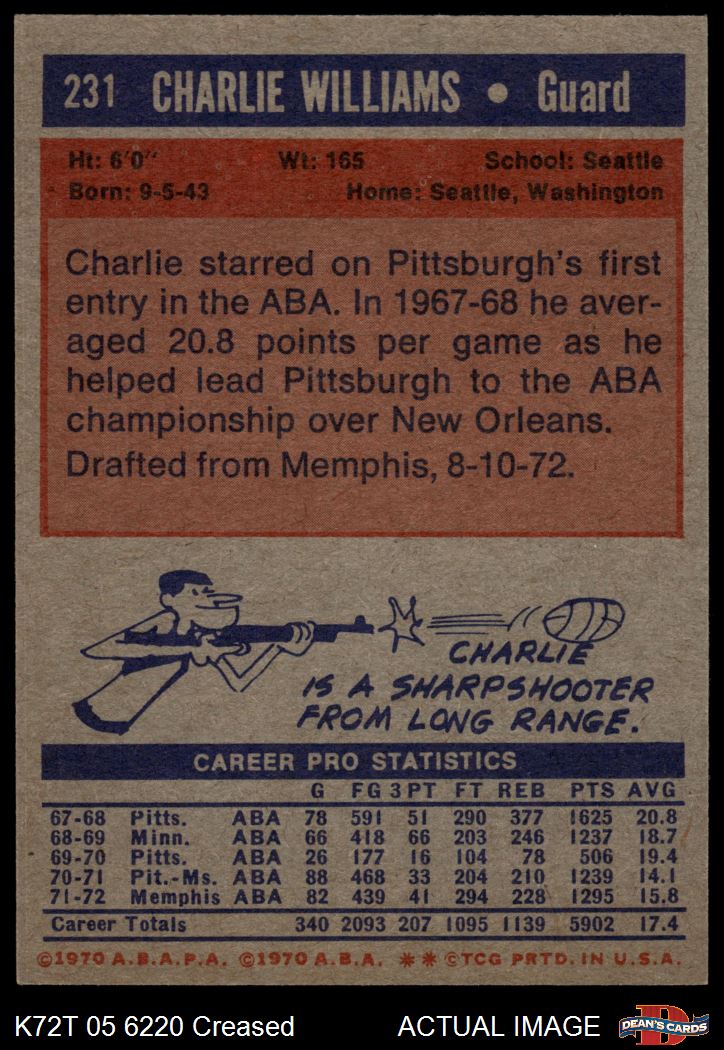 231 CHARLIE WILLIAMS • Guard
Ht: 6'0" Wt: 165 School: Seattle
Born: 9-5-43 Home: Seattle, Washington
Charlie starred on Pittsburgh's first
entry in the ABA. In 1967-68 he aver-
aged 20.8 points per game as he
helped lead Pittsburgh to the ABA
championship over New Orleans.
Drafted from Memphis, 8-10-72.
CHARLIE
IS A SHARPSHOOTER
FROM LONG RANGE.
CAREER PRO STATISTICS
G FG 3 PT FT REB PTS AVG
67-68 Pitts. ABA 78 591 51 290 377 1625 20.8
68-69 Minn. ABA 66 418 66 203 246 1237 18.7
69-70 Pitts. ABA 26 177 16 104 78 506 19.4
70-71 Pit.-Ms. ABA 88 468 33 204 210 1239 14.1
71-72 Memphis ABA 82 439 41 294 228 1295 15.8
Career Totals 340 2093 207 1095 1139 5902 17.4
©1970 A.B.A.P.A. ©1970 A.B.A. ** ©TCG PRTD. IN U.S.A.
K72T 05 6220 Creased ACTUAL IMAGE DEAN'S CARDS